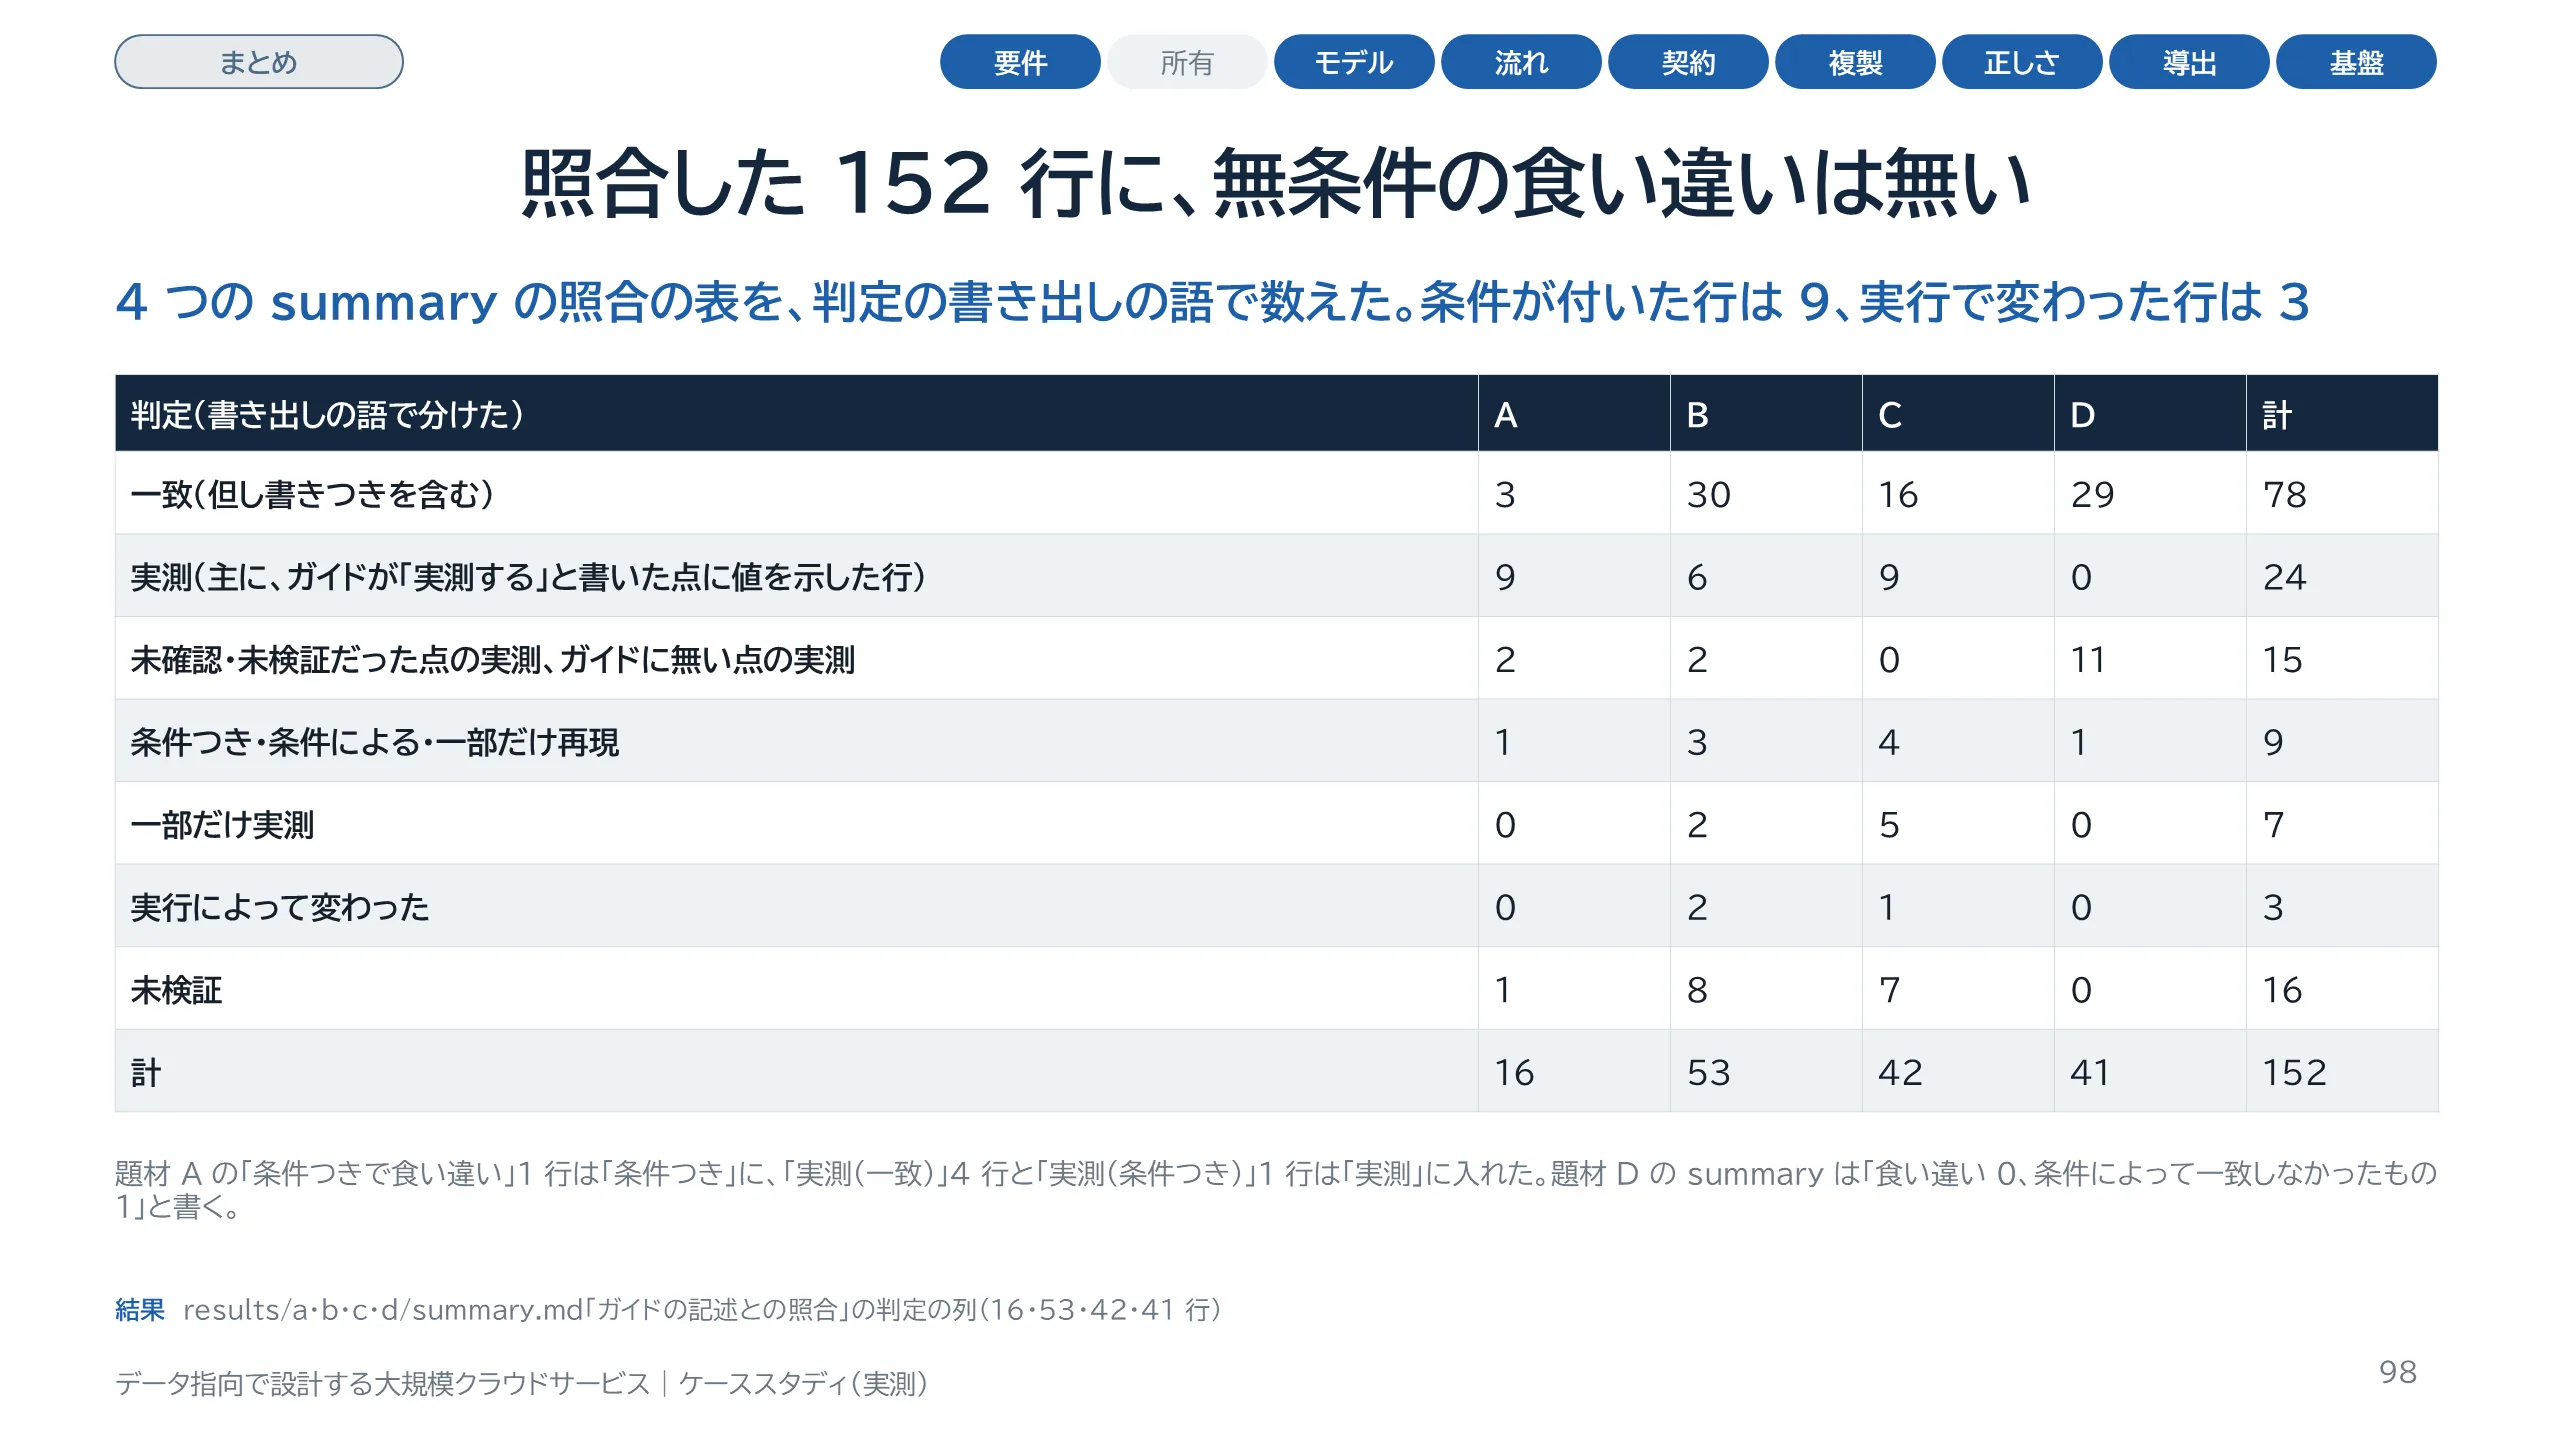 まとめ
要件 所有 モデル 流れ 契約 複製 正しさ 導出 基盤
照合した 152 行に、無条件の食い違いは無い
4 つの summary の照合の表を、判定の書き出しの語で数えた。条件が付いた行は 9、実行で変わった行は 3
判定（書き出しの語で分けた） A B C D 計
一致（但し書きつきを含む） 3 30 16 29 78
実測（主に、ガイドが「実測する」と書いた点に値を示した行） 9 6 9 0 24
未確認・未検証だった点の実測、ガイドに無い点の実測 2 2 0 11 15
条件つき・条件による・一部だけ再現 1 3 4 1 9
一部だけ実測 0 2 5 0 7
実行によって変わった 0 2 1 0 3
未検証 1 8 7 0 16
計 16 53 42 41 152
題材 A の「条件つきで食い違い」1 行は「条件つき」に、「実測（一致）」4 行と「実測（条件つき）」1 行は「実測」に入れた。題材 D の summary は「食い違い 0、条件によって一致しなかったもの
1」と書く。
結果 results/a・b・c・d/summary.md「ガイドの記述との照合」の判定の列（16・53・42・41 行）
データ指向で設計する大規模クラウドサービス｜ケーススタディ（実測）
98